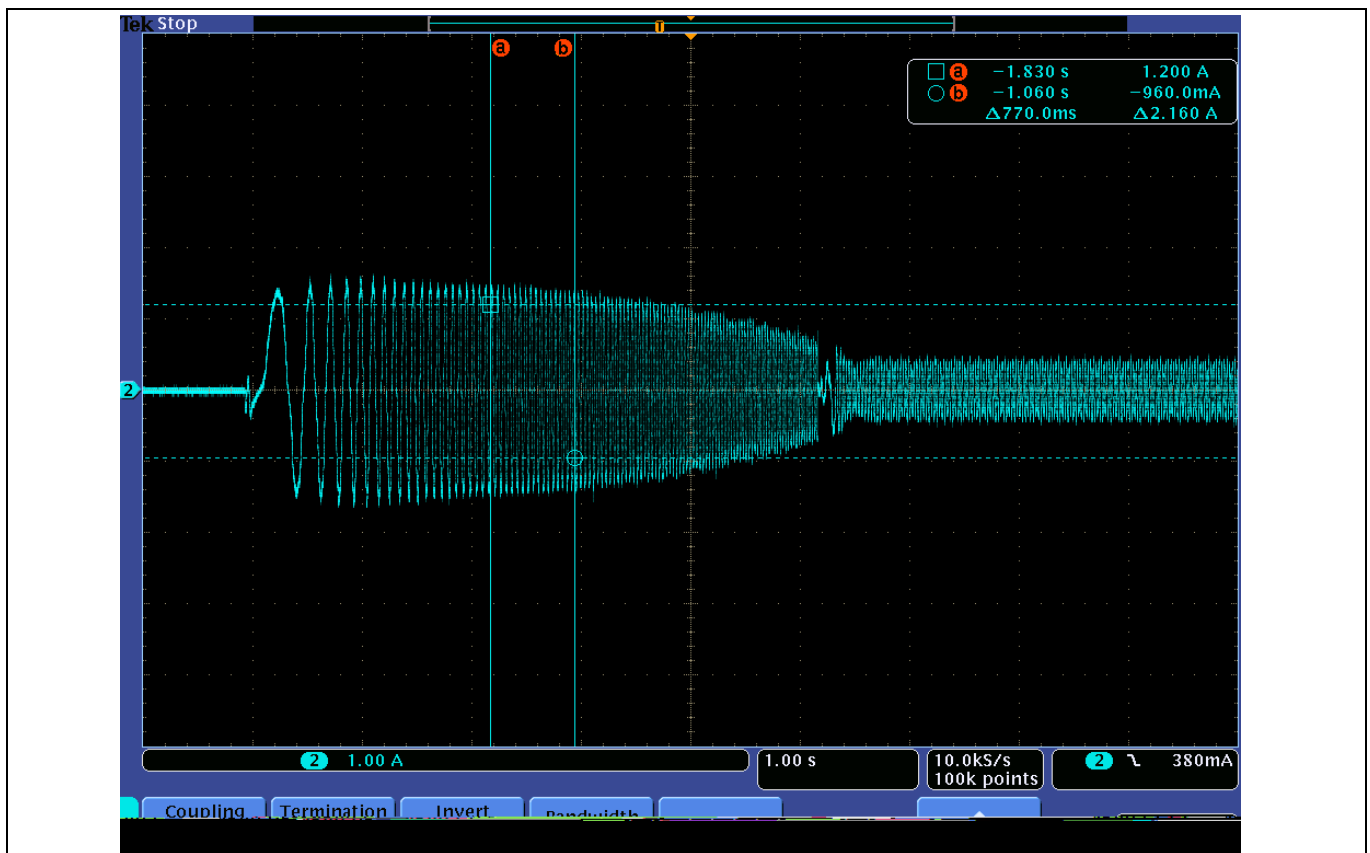 Tek Stop
T
a b
a −1.830 s 1.200 A
b −1.060 s −960.0mA
Δ770.0ms Δ2.160 A
2
2 1.00 A 1.00 s 10.0kS/s 2 380mA
100k points
Coupling Termination Invert Bandwidth